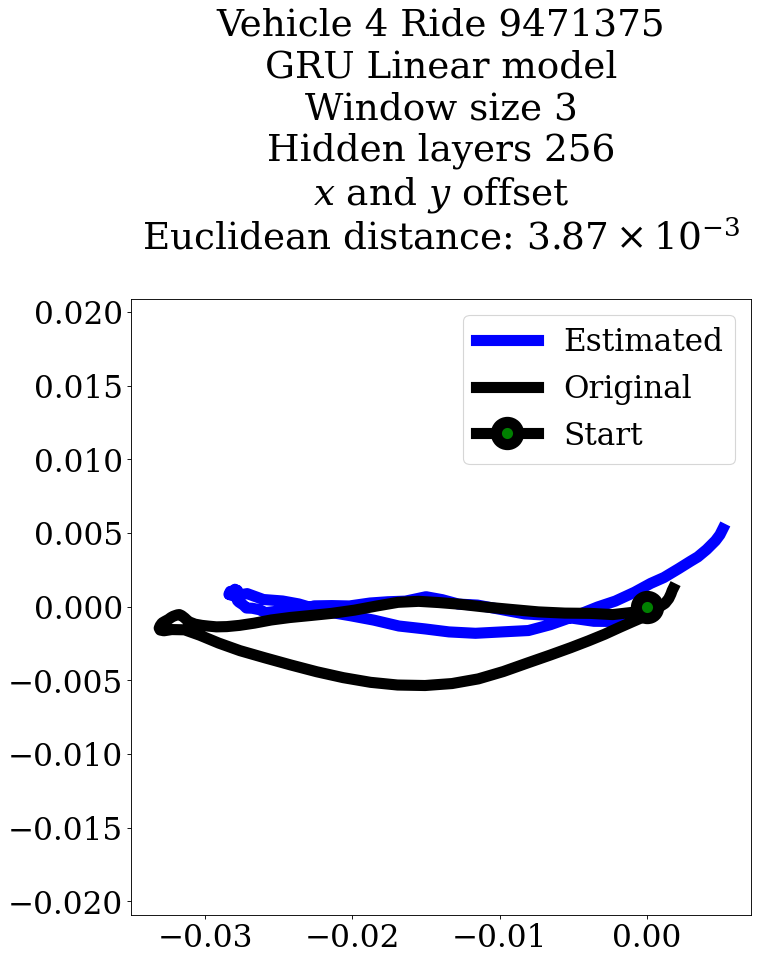 Vehicle 4 Ride 9471375
GRU Linear model
Window size 3
Hidden layers 256
x and y offset
Euclidean distance: 3.87 × 10⁻³
Estimated
Original
Start
0.020
0.015
0.010
0.005
0.000
−0.005
−0.010
−0.015
−0.020
−0.03 −0.02 −0.01 0.00